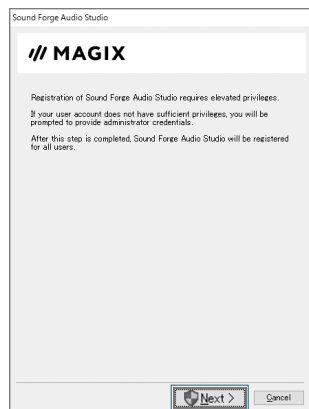 Sound Forge Audio Studio
MAGIX
Registration of Sound Forge Audio Studio requires elevated privileges.
If your user account does not have sufficient privileges, you will be
prompted to provide administrator credentials.
After this step is completed, Sound Forge Audio Studio will be registered
for all users.
Next >
Cancel